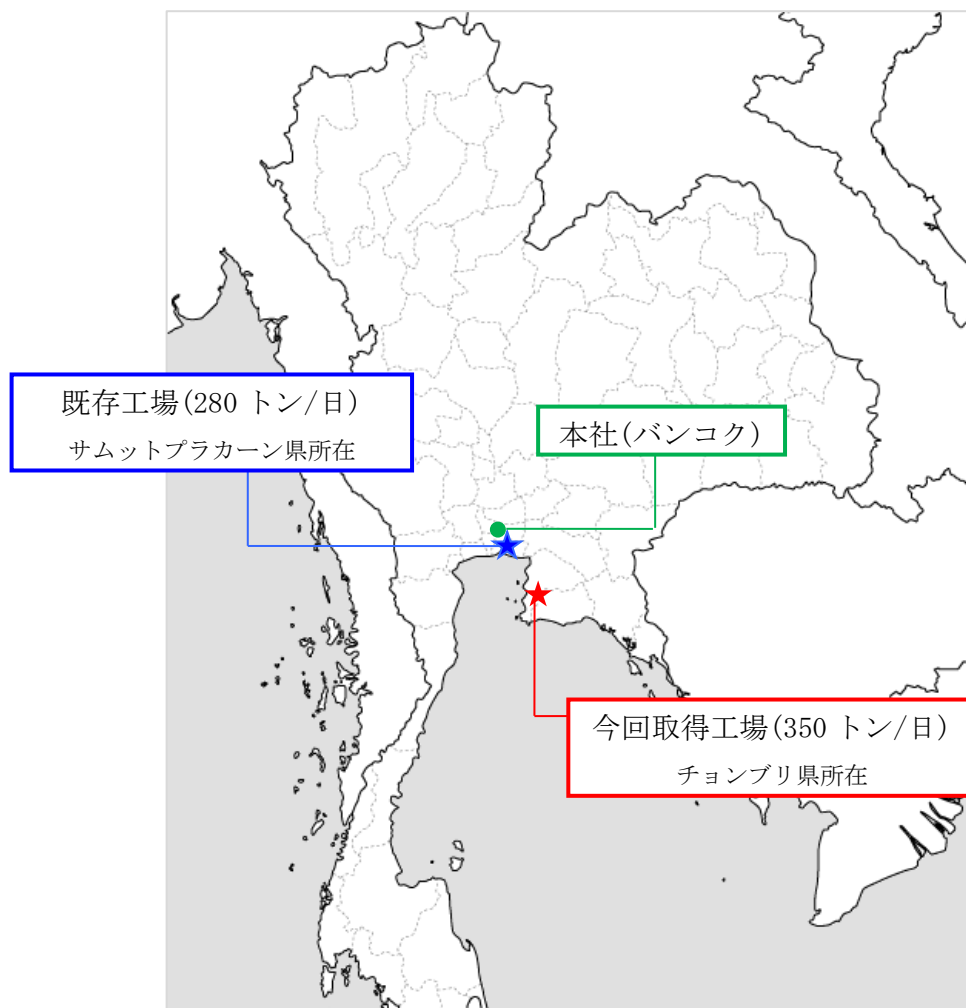 既存工場(280 トン/日)
サムットプラカーン県所在
本社(バンコク)
今回取得工場(350 トン/日)
チョンブリ県所在